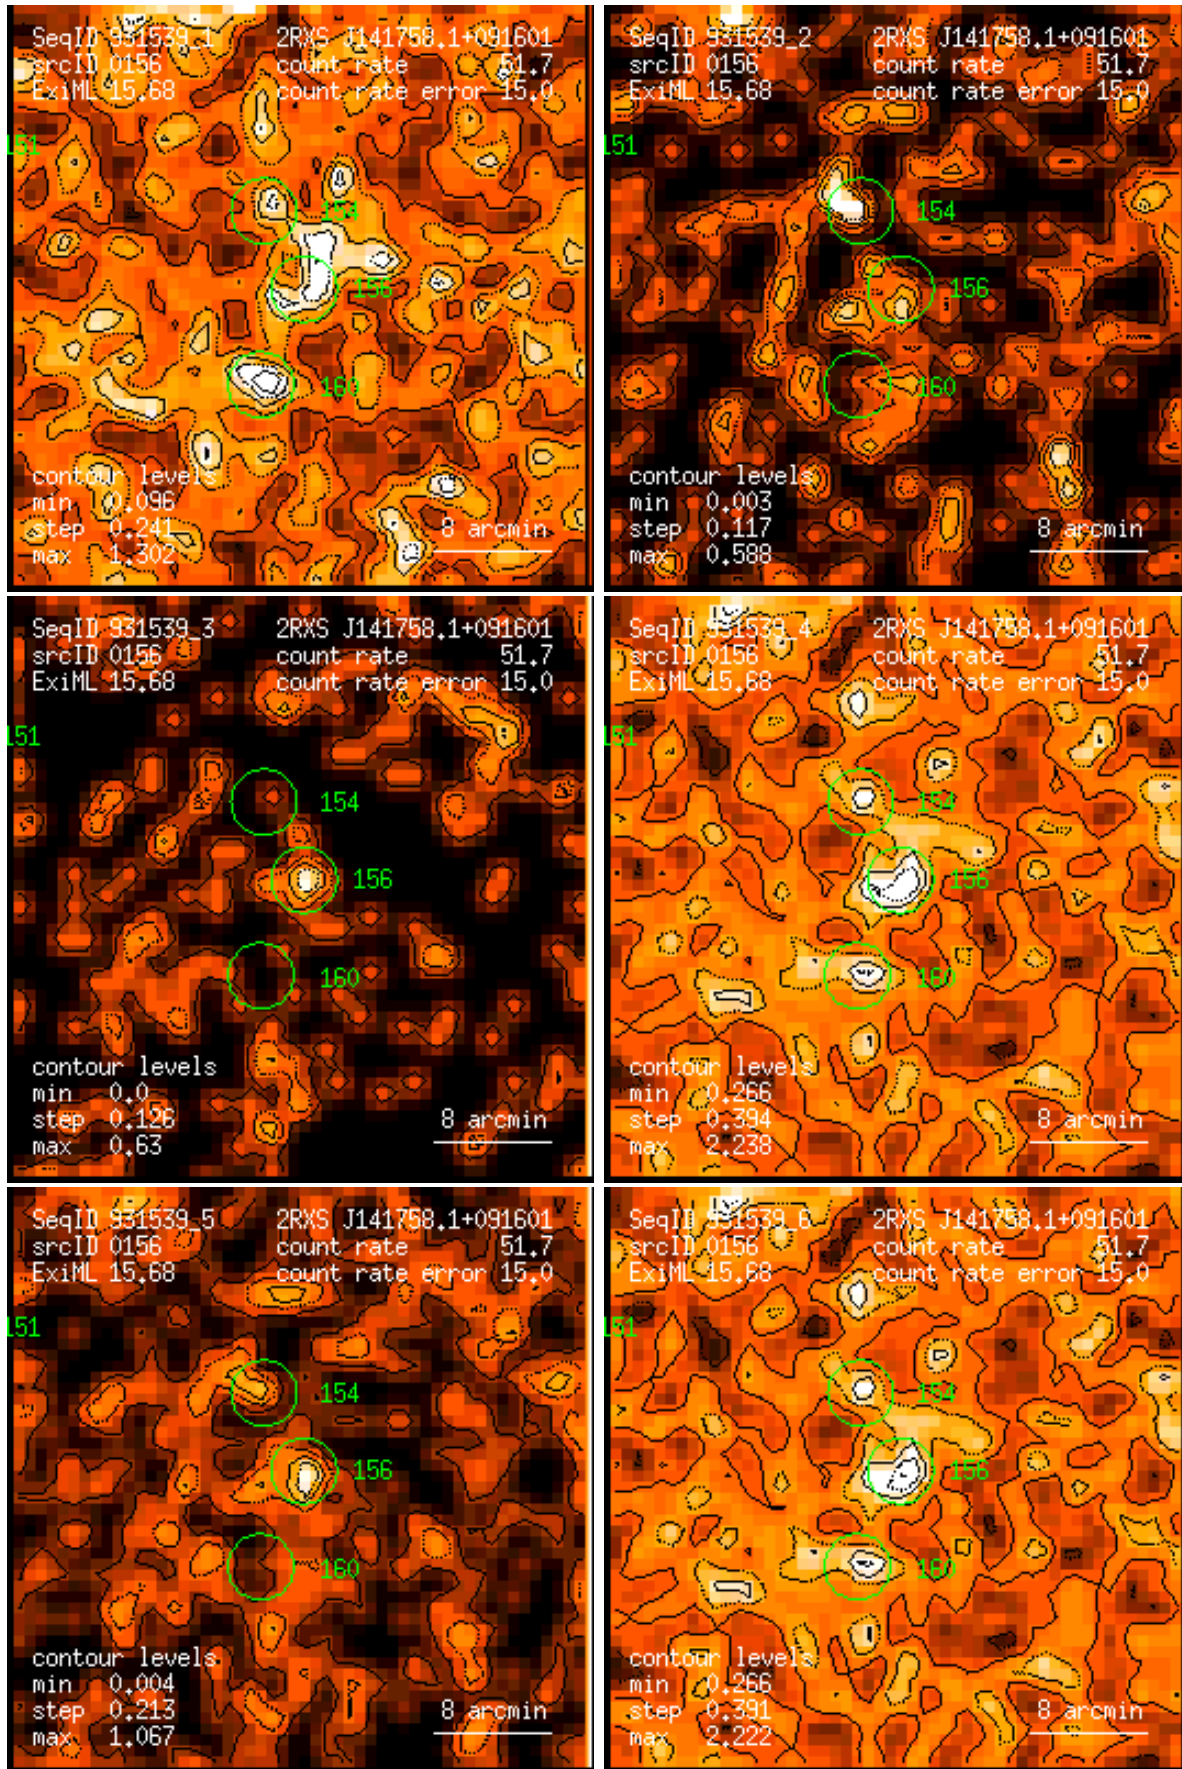 SeqID 931539_1 2RXS J141758.1+091601
srcID 0156 count rate 51.7
ExiML 15.68 count rate error 15.0
151
154
156
160
contour levels
min 0.096
step 0.241 8 arcmin
max 1.302
SeqID 931539_2 2RXS J141758.1+091601
srcID 0156 count rate 51.7
ExiML 15.68 count rate error 15.0
151
154
156
160
contour levels
min 0.003
step 0.117 8 arcmin
max 0.588
SeqID 931539_3 2RXS J141758.1+091601
srcID 0156 count rate 51.7
ExiML 15.68 count rate error 15.0
151
154
156
160
contour levels
min 0.0
step 0.126 8 arcmin
max 0.63
SeqID 931539_4 2RXS J141758.1+091601
srcID 0156 count rate 51.7
ExiML 15.68 count rate error 15.0
151
154
156
160
contour levels
min 0.266
step 0.394 8 arcmin
max 2.238
SeqID 931539_5 2RXS J141758.1+091601
srcID 0156 count rate 51.7
ExiML 15.68 count rate error 15.0
151
154
156
160
contour levels
min 0.004
step 0.213 8 arcmin
max 1.067
SeqID 931539_6 2RXS J141758.1+091601
srcID 0156 count rate 51.7
ExiML 15.68 count rate error 15.0
151
154
156
160
contour levels
min 0.266
step 0.391 8 arcmin
max 2.222